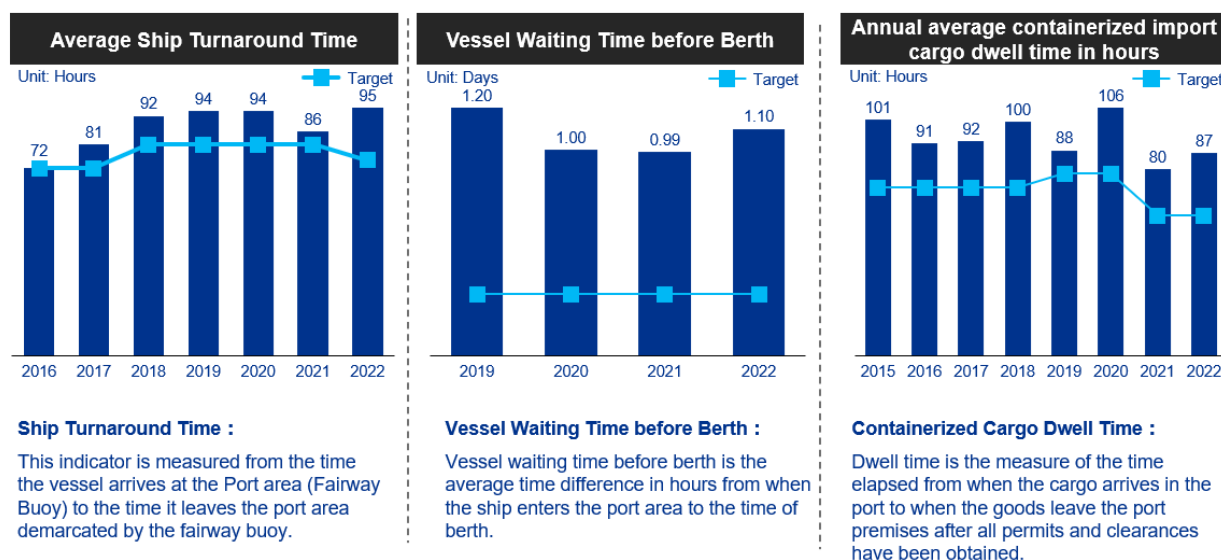 Average Ship Turnaround Time
Unit: Hours
Target
72
81
92
94
94
86
95
2016 2017 2018 2019 2020 2021 2022
Ship Turnaround Time :
This indicator is measured from the time
the vessel arrives at the Port area (Fairway
Buoy) to the time it leaves the port area
demarcated by the fairway buoy.
Vessel Waiting Time before Berth
Unit: Days
Target
1.20
1.00
0.99
1.10
2019 2020 2021 2022
Vessel Waiting Time before Berth :
Vessel waiting time before berth is the
average time difference in hours from when
the ship enters the port area to the time of
berth.
Annual average containerized import
cargo dwell time in hours
Unit: Hours
Target
101
91
92
100
88
106
80
87
2015 2016 2017 2018 2019 2020 2021 2022
Containerized Cargo Dwell Time :
Dwell time is the measure of the time
elapsed from when the cargo arrives in the
port to when the goods leave the port
premises after all permits and clearances
have been obtained.